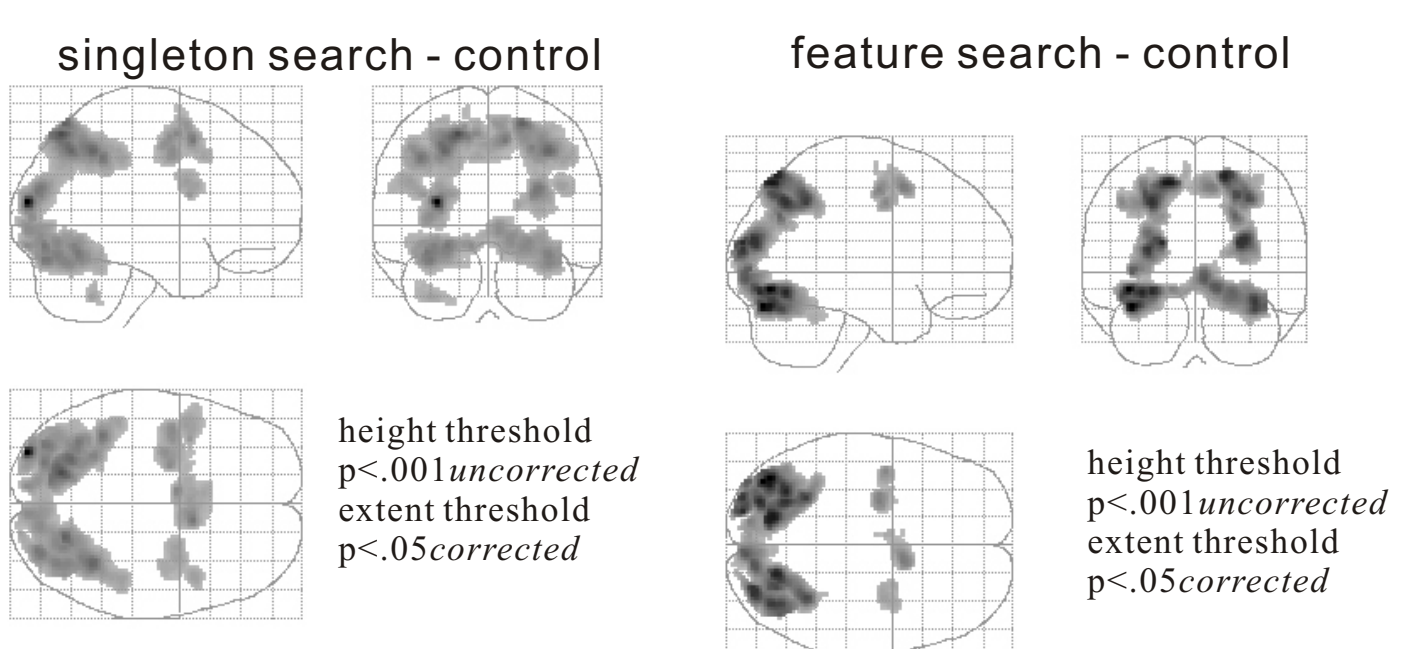 singleton search - control
feature search - control
height threshold
p<.001uncorrected
extent threshold
p<.05corrected
height threshold
p<.001uncorrected
extent threshold
p<.05corrected